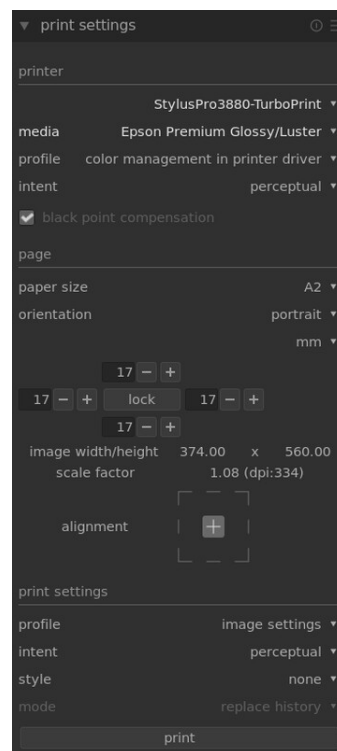 print settings
printer
StylusPro3880-TurboPrint
media Epson Premium Glossy/Luster
profile color management in printer driver
intent perceptual
black point compensation
page
paper size A2
orientation portrait
mm
17 − +
17 − + lock 17 − +
17 − +
image width/height 374.00 x 560.00
scale factor 1.08 (dpi:334)
alignment
print settings
profile image settings
intent perceptual
style none
mode replace history
print